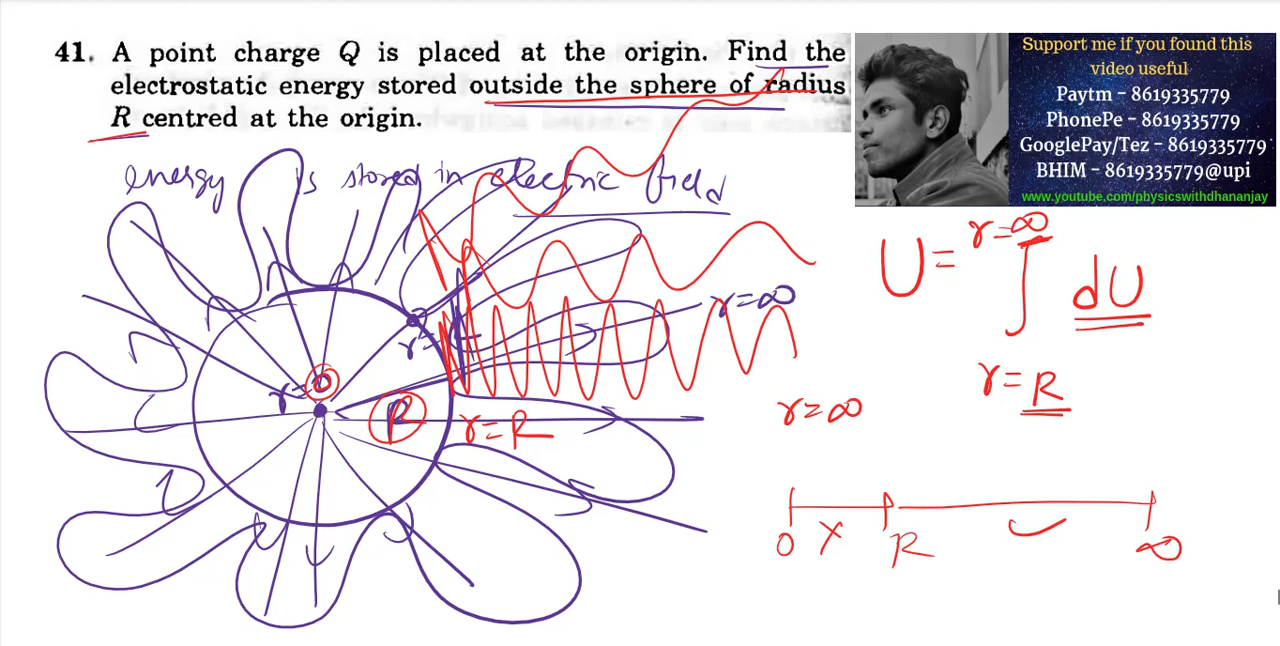 41. A point charge Q is placed at the origin. Find the
electrostatic energy stored outside the sphere of radius
R centred at the origin.
Support me if you found this
video useful
Paytm – 8619335779
PhonePe – 8619335779
GooglePay/Tez – 8619335779
BHIM – 8619335779@upi
www.youtube.com/physicswithdhananjay
energy is stored in electric field
r=∞
U = ∫ dU
r=R
r=∞
r=∞
r=
r=0
R
r=R
0 × R ✓ ∞